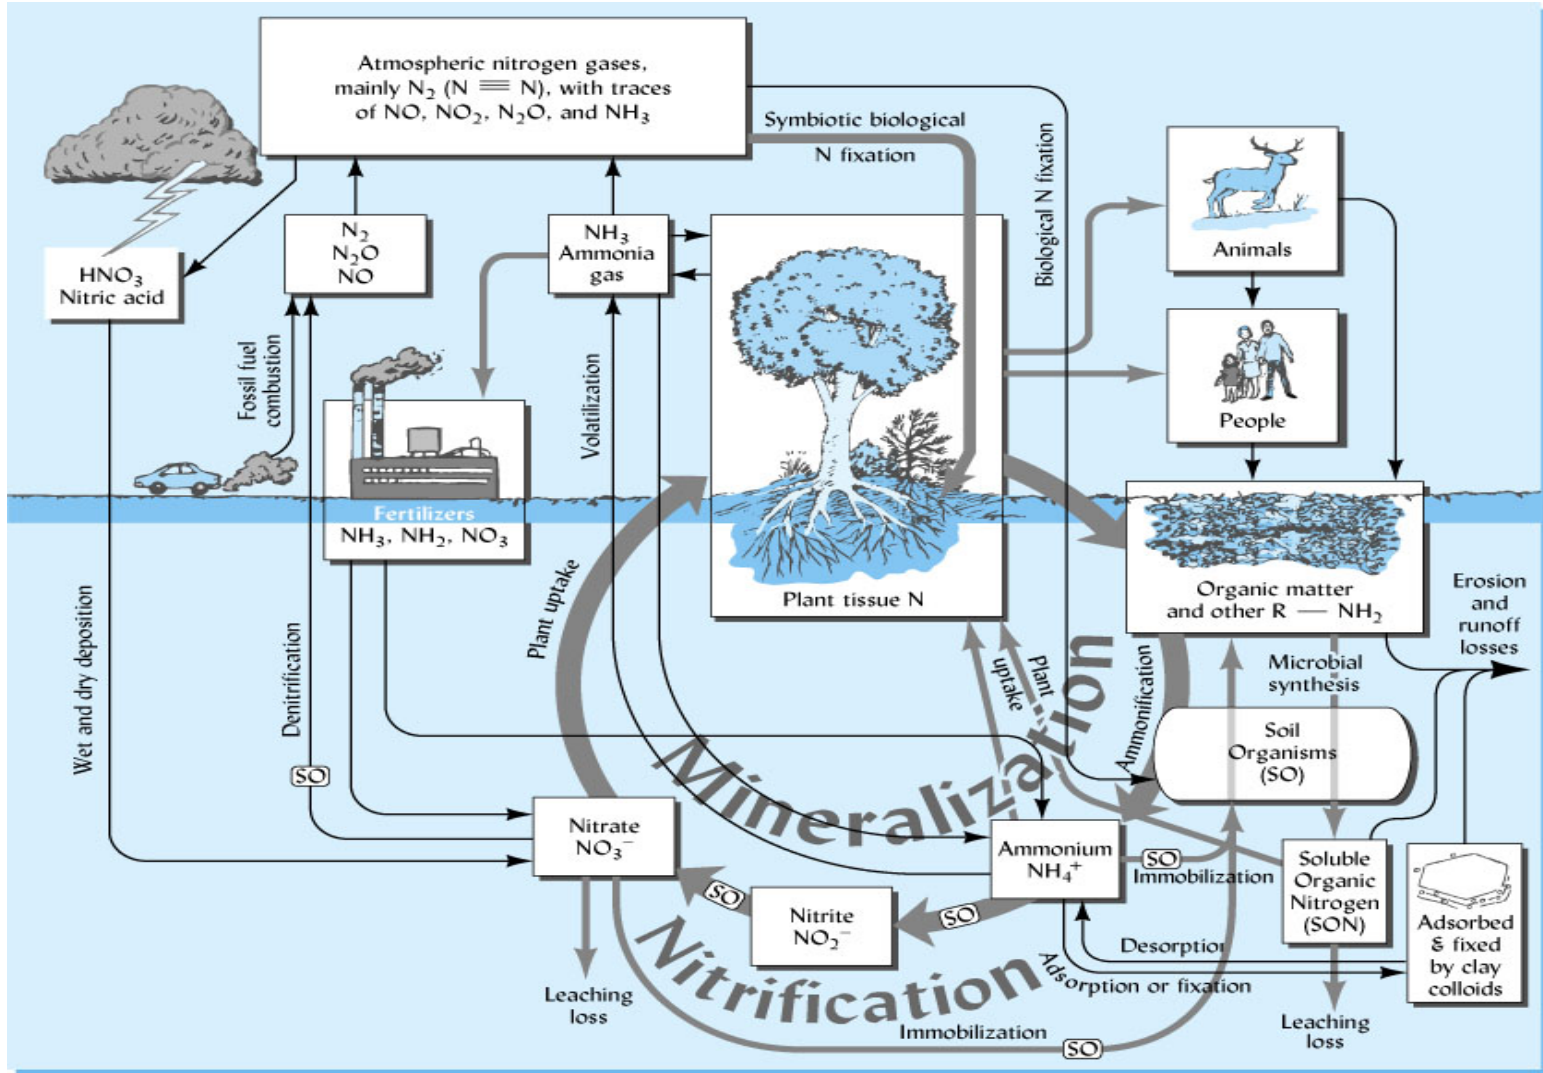 Atmospheric nitrogen gases,
mainly N₂ (N ≡ N), with traces
of NO, NO₂, N₂O, and NH₃
Symbiotic biological
N fixation
Biological N fixation
Animals
People
HNO₃
Nitric acid
N₂
N₂O
NO
NH₃
Ammonia
gas
Fossil fuel
combustion
Volatilization
Fertilizers
NH₃, NH₂, NO₃
Plant tissue N
Organic matter
and other R — NH₂
Erosion
and
runoff
losses
Wet and dry deposition
Denitrification
SO
Plant uptake
Plant
uptake
Mineralization
Ammonification
Microbial
synthesis
Soil
Organisms
(SO)
Nitrate
NO₃⁻
SO
Nitrite
NO₂⁻
SO
Ammonium
NH₄⁺
SO
Immobilization
Soluble
Organic
Nitrogen
(SON)
Adsorbed
& fixed
by clay
colloids
Desorption
Adsorption or fixation
Nitrification
Leaching
loss
Immobilization
SO
Leaching
loss